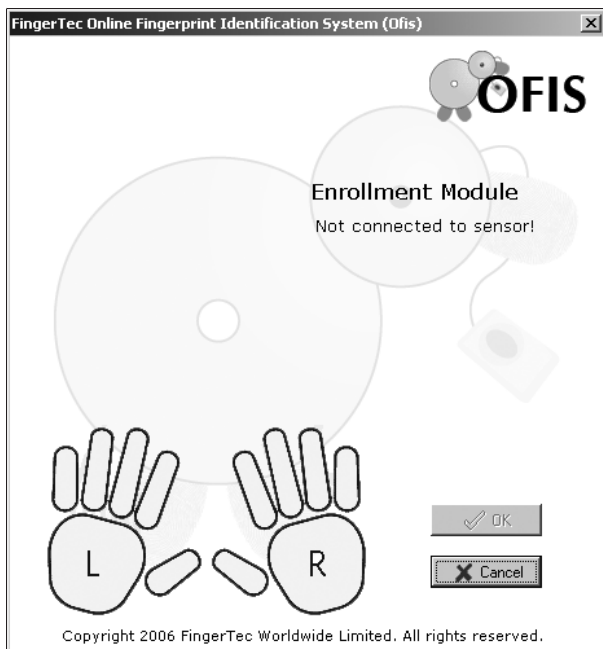 FingerTec Online Fingerprint Identification System (Ofis)
OFIS
Enrollment Module
Not connected to sensor!
L
R
OK
Cancel
Copyright 2006 FingerTec Worldwide Limited. All rights reserved.